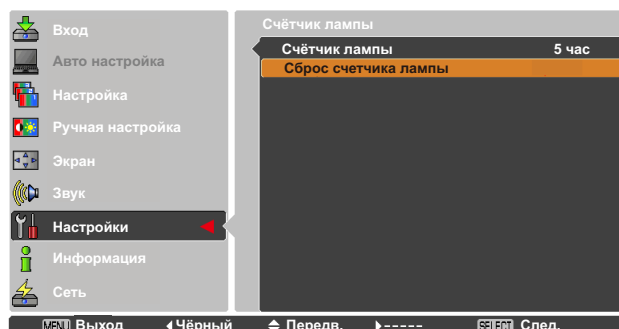 Вход
Авто настройка
Настройка
Ручная настройка
Экран
Звук
Настройки
Информация
Сеть
Счётчик лампы
Счётчик лампы 5 час
Сброс счетчика лампы
MENU Выход Чёрный Передв. ----- SELECT След.